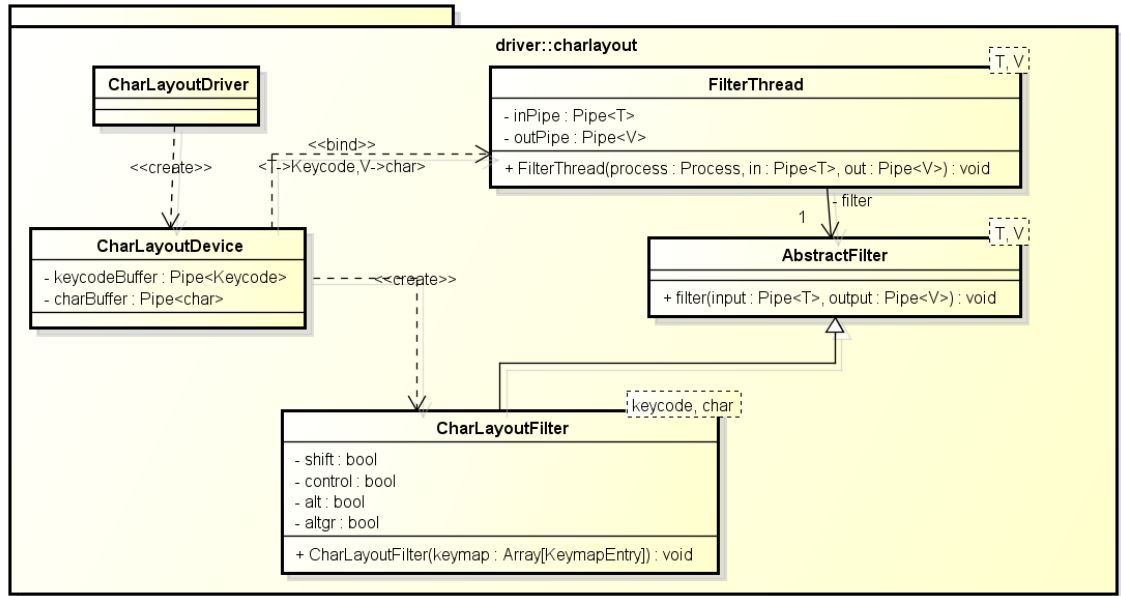 driver::charlayout
CharLayoutDriver
<<create>>
T, V
FilterThread
- inPipe : Pipe<T>
- outPipe : Pipe<V>
+ FilterThread(process : Process, in : Pipe<T>, out : Pipe<V>) : void
<<bind>>
<T->Keycode,V->char>
- filter
1
CharLayoutDevice
- keycodeBuffer : Pipe<Keycode>
- charBuffer : Pipe<char>
T, V
AbstractFilter
+ filter(input : Pipe<T>, output : Pipe<V>) : void
<<create>>
keycode, char
CharLayoutFilter
- shift : bool
- control : bool
- alt : bool
- altgr : bool
+ CharLayoutFilter(keymap : Array[KeymapEntry]) : void